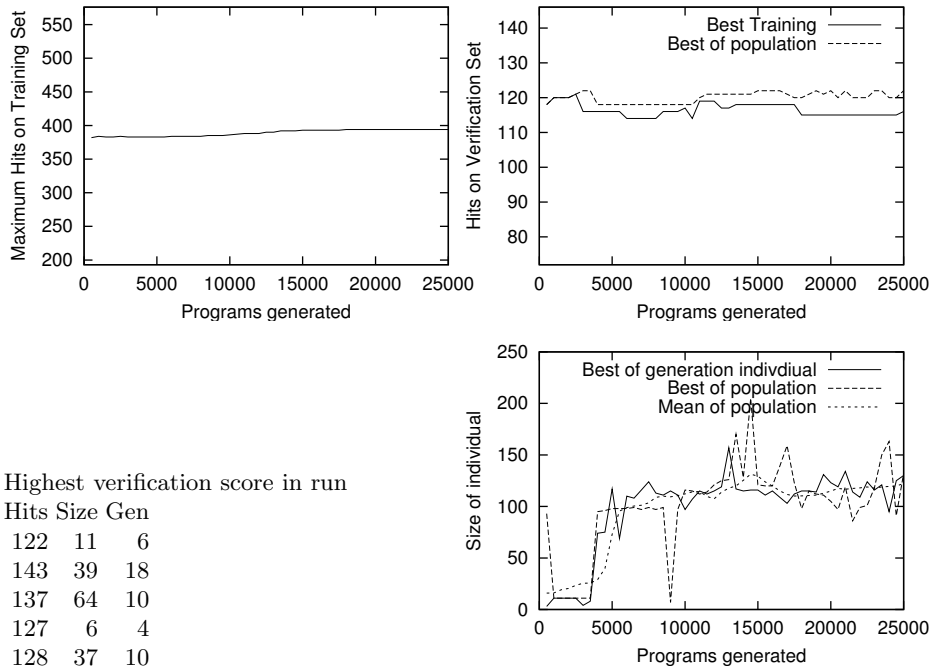 Maximum Hits on Training Set
550
500
450
400
350
300
250
200
0 5000 10000 15000 20000 25000
Programs generated
Hits on Verification Set
140
130
120
110
100
90
80
0 5000 10000 15000 20000 25000
Programs generated
Best Training
Best of population
Size of individual
250
200
150
100
50
0
0 5000 10000 15000 20000 25000
Programs generated
Best of generation indivdiual
Best of population
Mean of population
Highest verification score in run
Hits Size Gen
122 11 6
143 39 18
137 64 10
127 6 4
128 37 10